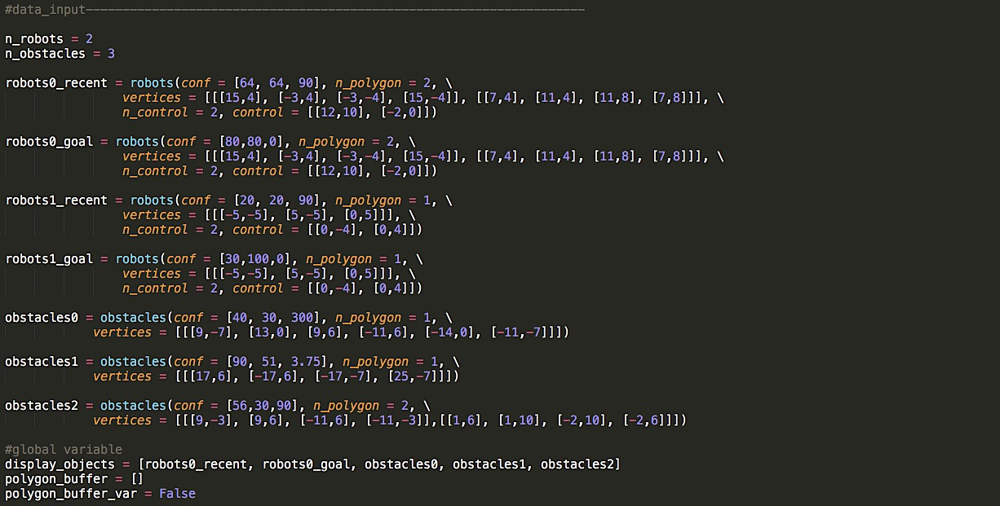 #data_input————————————————————————————————————————————————————————————————————
n_robots = 2
n_obstacles = 3
robots0_recent = robots(conf = [64, 64, 90], n_polygon = 2, \
vertices = [[[15,4], [-3,4], [-3,-4], [15,-4]], [[7,4], [11,4], [11,8], [7,8]]], \
n_control = 2, control = [[12,10], [-2,0]])
robots0_goal = robots(conf = [80,80,0], n_polygon = 2, \
vertices = [[[15,4], [-3,4], [-3,-4], [15,-4]], [[7,4], [11,4], [11,8], [7,8]]], \
n_control = 2, control = [[12,10], [-2,0]])
robots1_recent = robots(conf = [20, 20, 90], n_polygon = 1, \
vertices = [[[-5,-5], [5,-5], [0,5]]], \
n_control = 2, control = [[0,-4], [0,4]])
robots1_goal = robots(conf = [30,100,0], n_polygon = 1, \
vertices = [[[-5,-5], [5,-5], [0,5]]], \
n_control = 2, control = [[0,-4], [0,4]])
obstacles0 = obstacles(conf = [40, 30, 300], n_polygon = 1, \
vertices = [[[9,-7], [13,0], [9,6], [-11,6], [-14,0], [-11,-7]]])
obstacles1 = obstacles(conf = [90, 51, 3.75], n_polygon = 1, \
vertices = [[[17,6], [-17,6], [-17,-7], [25,-7]]])
obstacles2 = obstacles(conf = [56,30,90], n_polygon = 2, \
vertices = [[[9,-3], [9,6], [-11,6], [-11,-3]],[[1,6], [1,10], [-2,10], [-2,6]]])
#global variable
display_objects = [robots0_recent, robots0_goal, obstacles0, obstacles1, obstacles2]
polygon_buffer = []
polygon_buffer_var = False